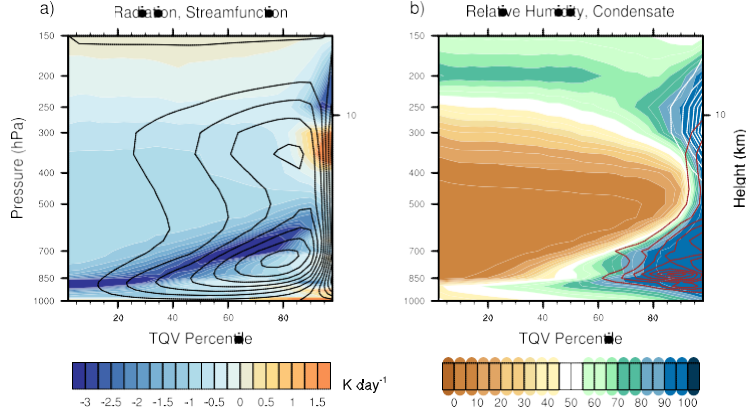 a) Radiation, Streamfunction
150
200
250
300
400
500
700
850
1000
Pressure (hPa)
10
20 40 60 80
TQV Percentile
-3 -2.5 -2 -1.5 -1 -0.5 0 0.5 1 1.5
K day-1
b) Relative Humidity, Condensate
150
200
250
300
400
500
700
850
1000
10
Height (km)
20 40 60 80
TQV Percentile
0 10 20 30 40 50 60 70 80 90 100